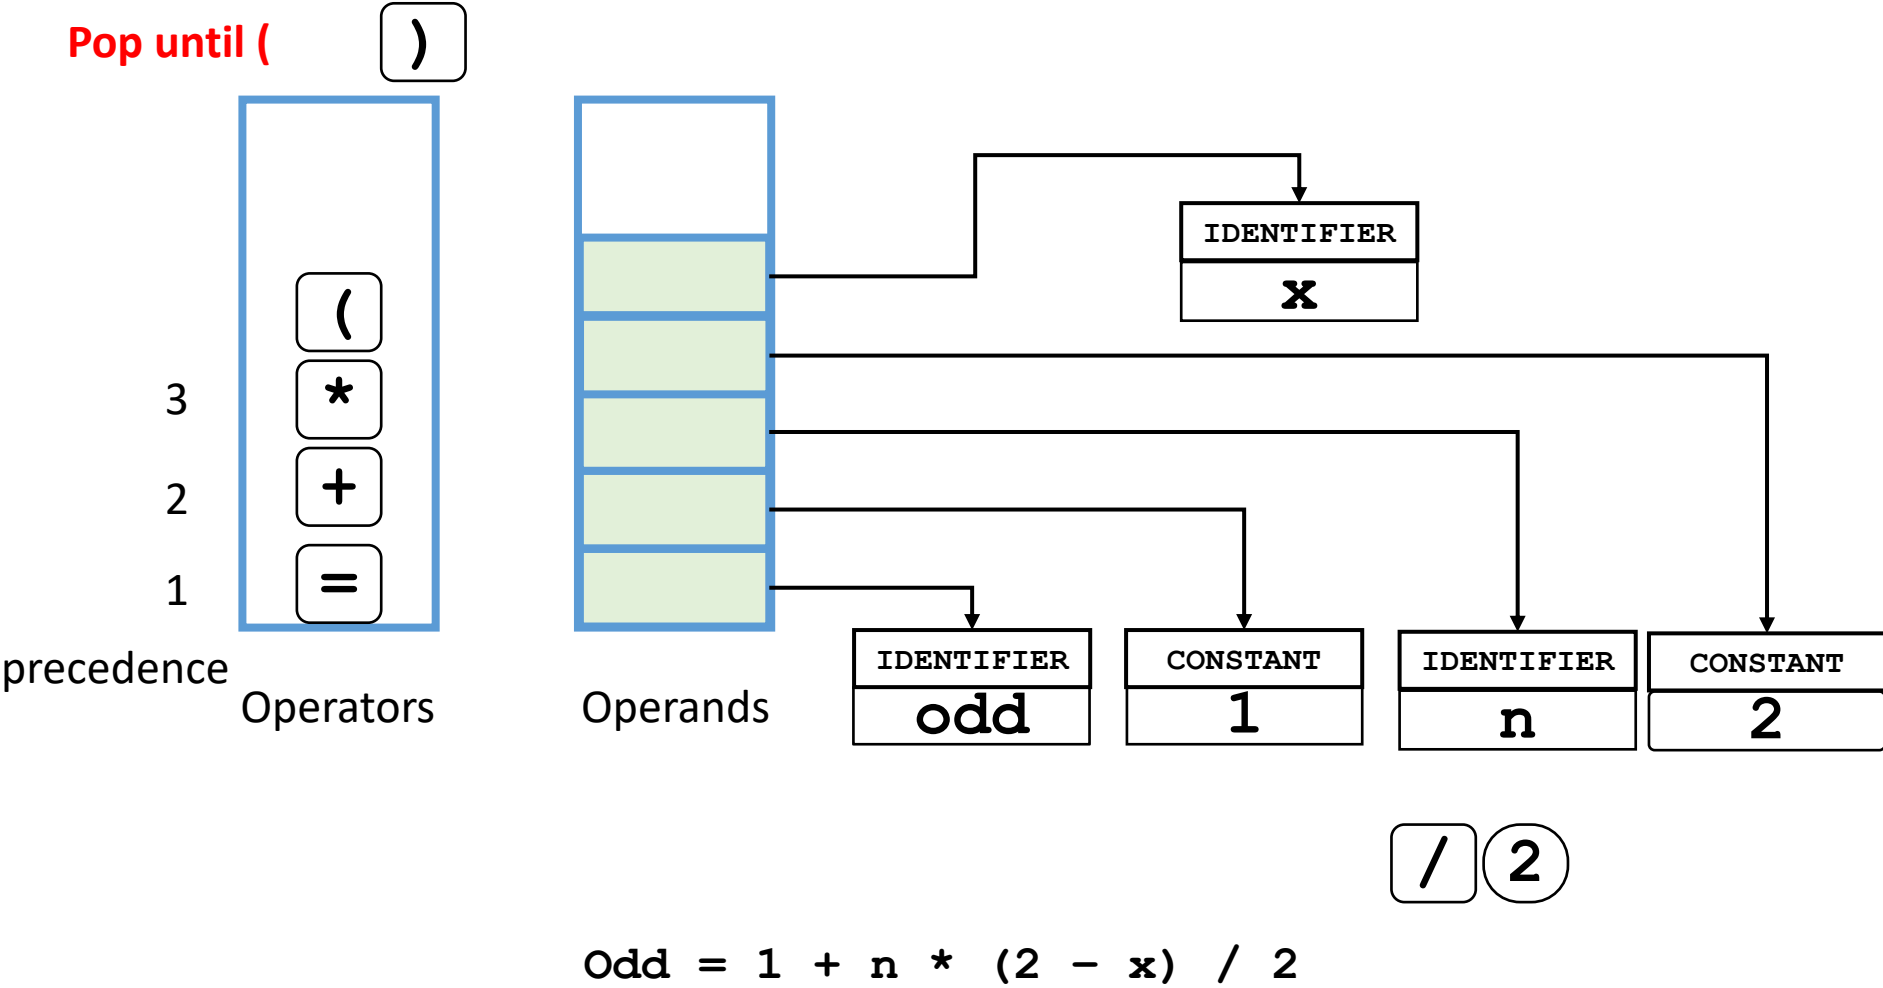 Pop until ( )
IDENTIFIER
x
(
3 *
2 +
1 =
precedence
Operators Operands
IDENTIFIER CONSTANT IDENTIFIER CONSTANT
odd 1 n 2
/ 2
Odd = 1 + n * (2 – x) / 2